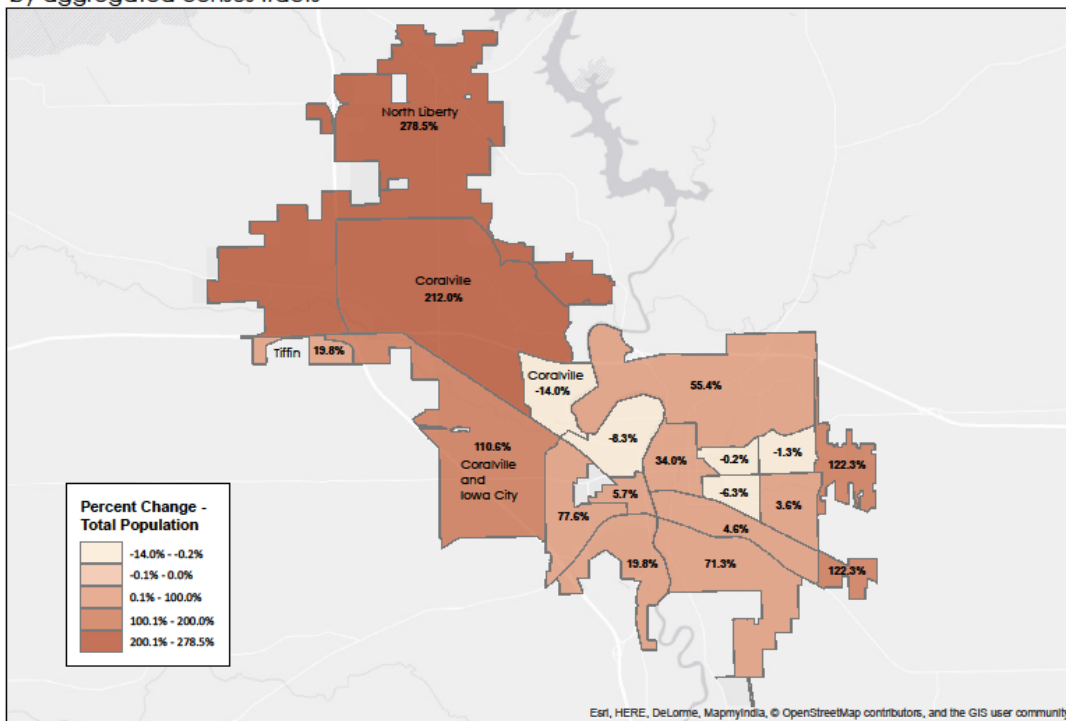 By aggregated census tracts
North Liberty
278.5%
Coralville
212.0%
Tiffin
19.8%
Coralville
-14.0%
55.4%
-8.3%
34.0%
-0.2%
-1.3%
122.3%
110.6%
Coralville
and
Iowa City
77.6%
5.7%
-6.3%
3.6%
4.6%
19.8%
71.3%
122.3%
Percent Change -
Total Population
-14.0% - -0.2%
-0.1% - 0.0%
0.1% - 100.0%
100.1% - 200.0%
200.1% - 278.5%
Esri, HERE, DeLorme, MapmyIndia, © OpenStreetMap contributors, and the GIS user community